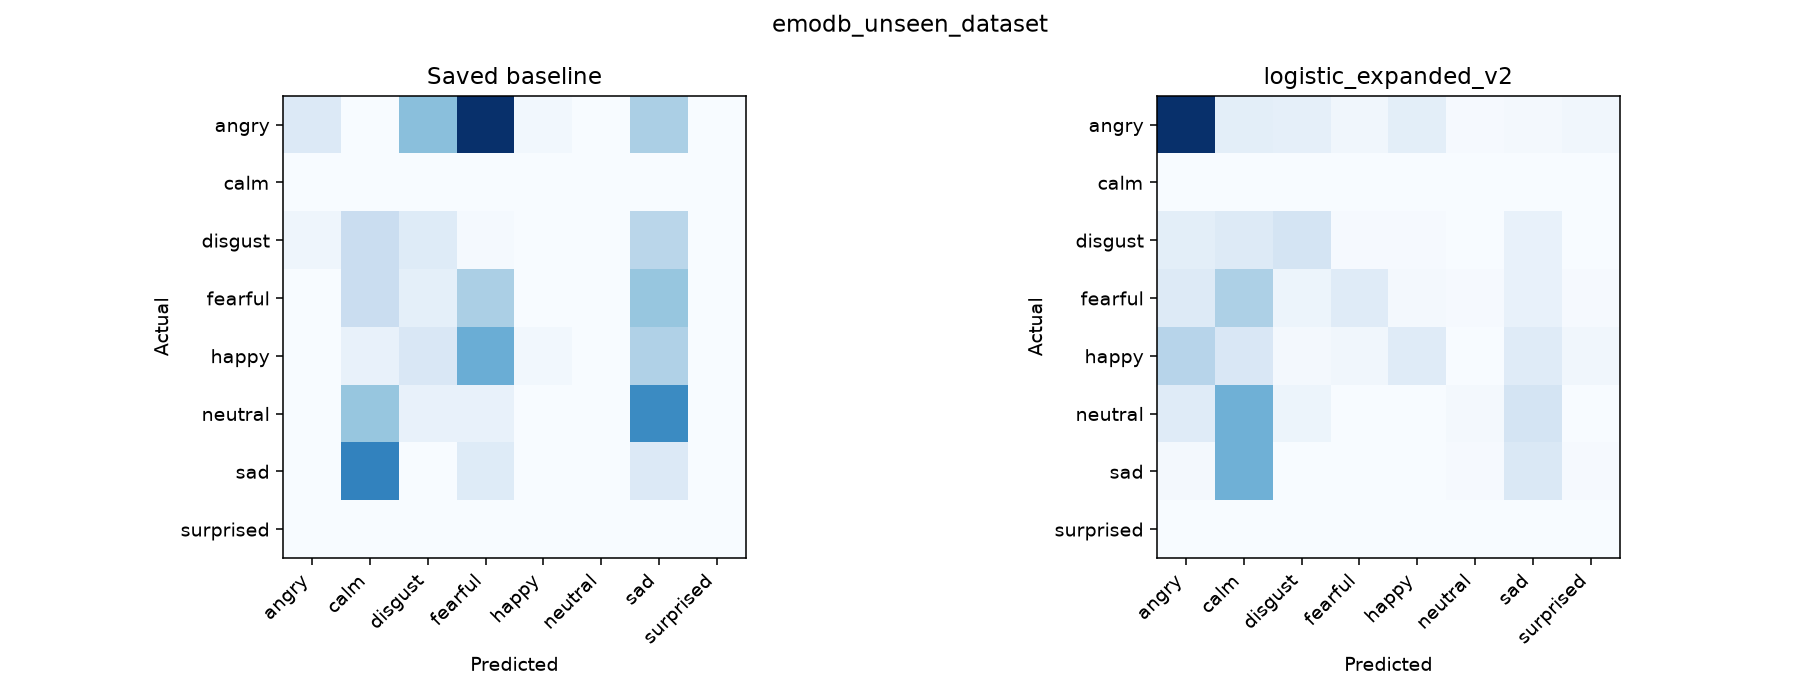 emodb_unseen_dataset
Saved baseline
angry
calm
disgust
fearful
happy
neutral
sad
surprised
Actual
angry
calm
disgust
fearful
happy
neutral
sad
surprised
Predicted
logistic_expanded_v2
angry
calm
disgust
fearful
happy
neutral
sad
surprised
Actual
angry
calm
disgust
fearful
happy
neutral
sad
surprised
Predicted